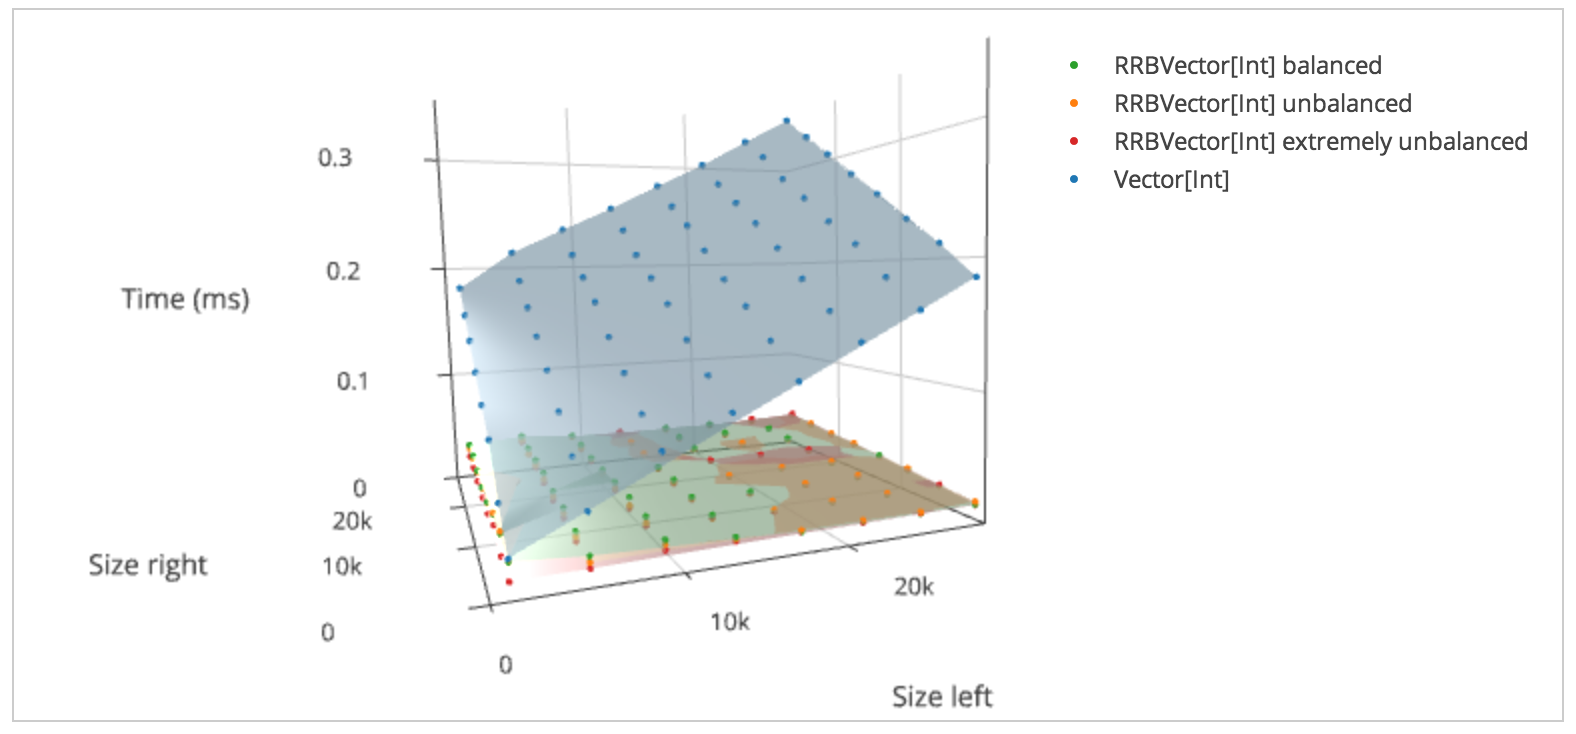 RRBVector[Int] balanced
RRBVector[Int] unbalanced
RRBVector[Int] extremely unbalanced
Vector[Int]
0.3
0.2
Time (ms)
0.1
0
20k
Size right
10k
0
0
10k
20k
Size left